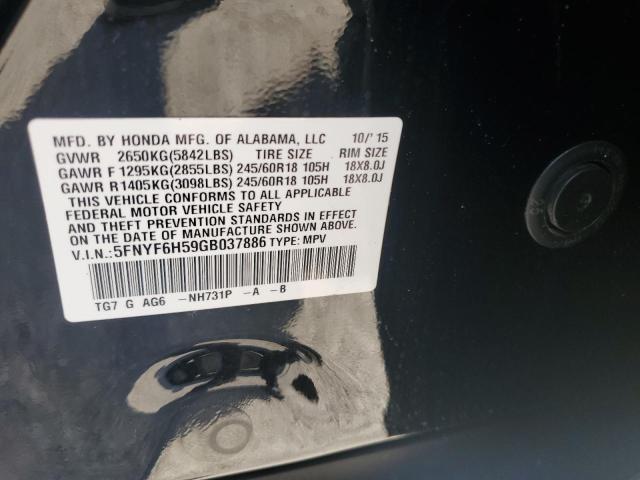 MFD. BY HONDA MFG. OF ALABAMA, LLC 10/'15
GVWR 2650KG(5842LBS) TIRE SIZE RIM SIZE
GAWR F 1295KG(2855LBS) 245/60R18 105H 18X8.0J
GAWR R1405KG(3098LBS) 245/60R18 105H 18X8.0J
THIS VEHICLE CONFORMS TO ALL APPLICABLE
FEDERAL MOTOR VEHICLE SAFETY
AND THEFT PREVENTION STANDARDS IN EFFECT
ON THE DATE OF MANUFACTURE SHOWN ABOVE.
V.I.N.:5FNYF6H59GB037886 TYPE: MPV
TG7 G AG6 -NH731P -A -B